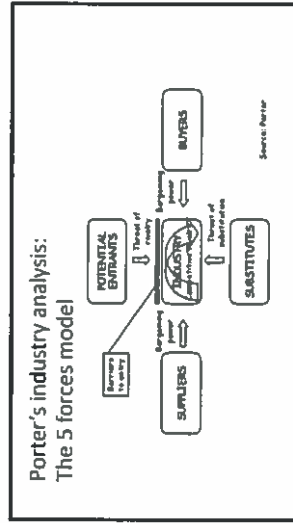 Porter's industry analysis:
The 5 forces model
POTENTIAL
ENTRANTS
Barriers
to entry
Threat of
rivalry
Bargaining
power
Bargaining
power
SUPPLIERS
INDUSTRY
BUYERS
Threat of
substitution
SUBSTITUTES
Source: Porter